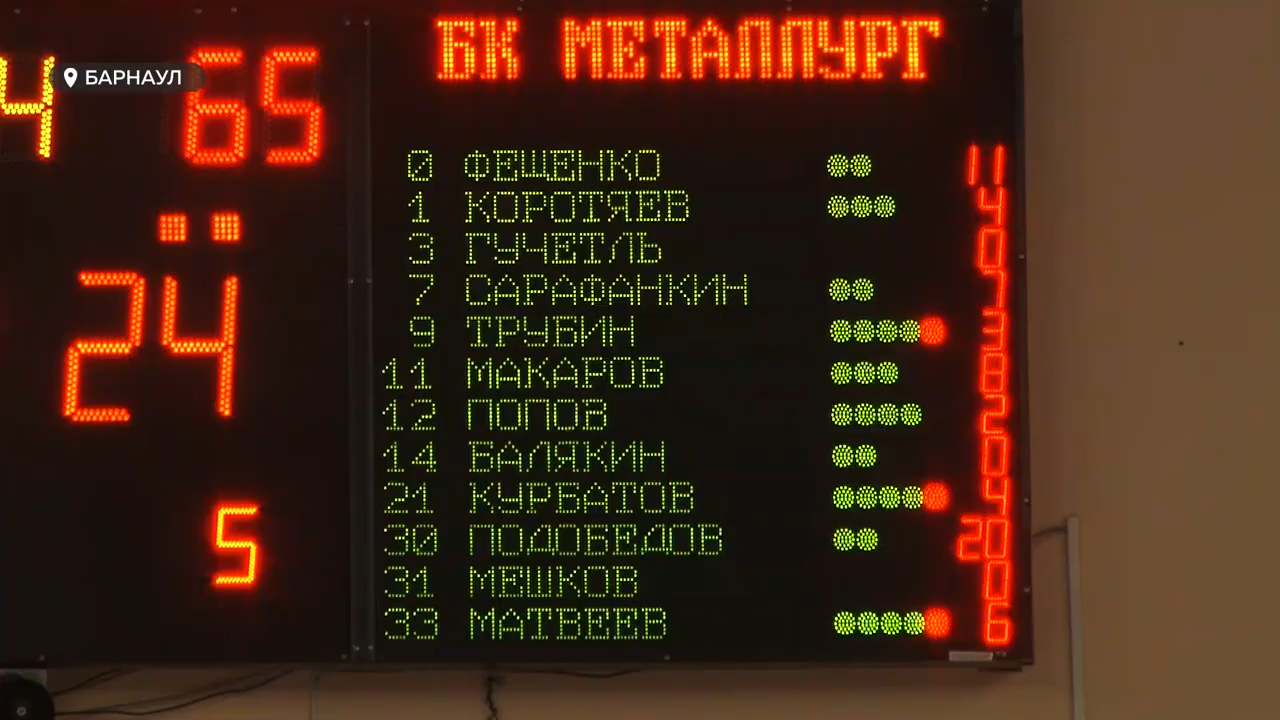 БК МЕТАЛЛУРГ
БАРНАУЛ
4 65
0 ФЕЩЕНКО 11
1 КОРОТЯЕВ 4
3 ГУЧЕТЛЬ 0
7 САРАФАНКИН 7
24
9 ТРУБИН 3
11 МАКАРОВ 8
12 ПОПОВ 2
14 БАЛЯКИН 0
21 КУРБАТОВ 4
5
30 ПОДОБЕДОВ 20
31 МЕШКОВ 0
33 МАТВЕЕВ 6